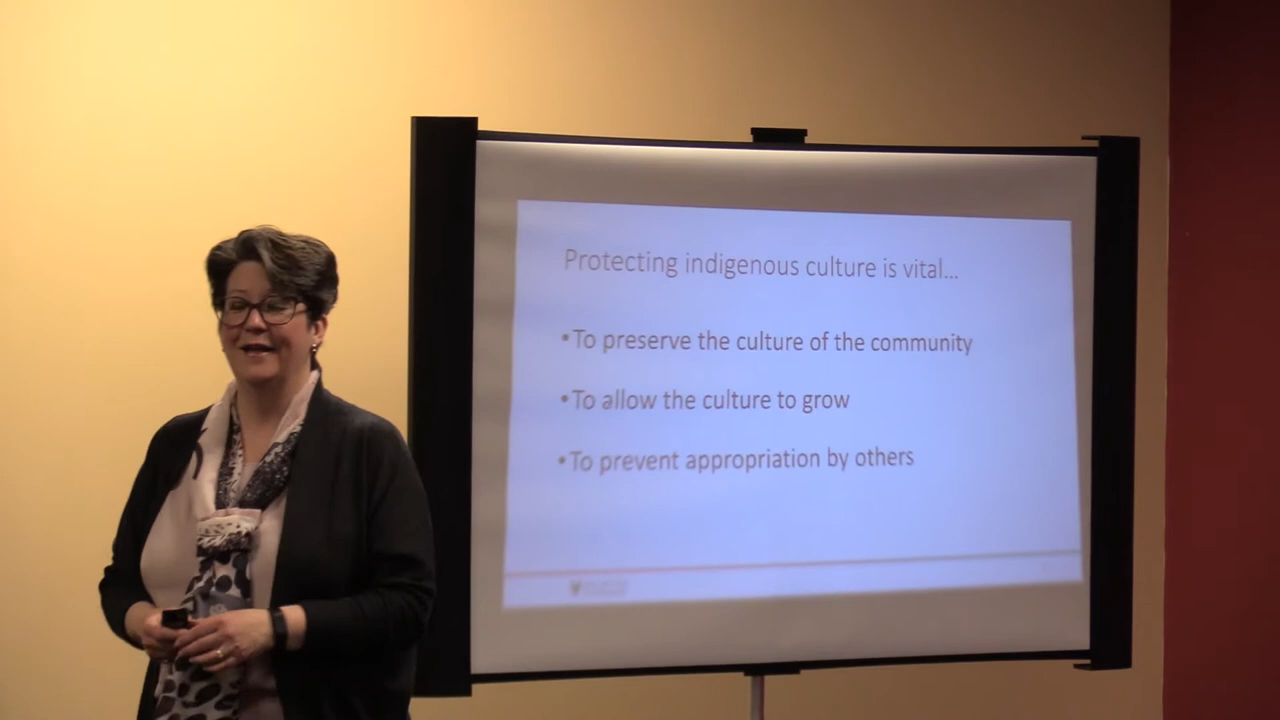 Protecting indigenous culture is vital...
•To preserve the culture of the community
•To allow the culture to grow
•To prevent appropriation by others